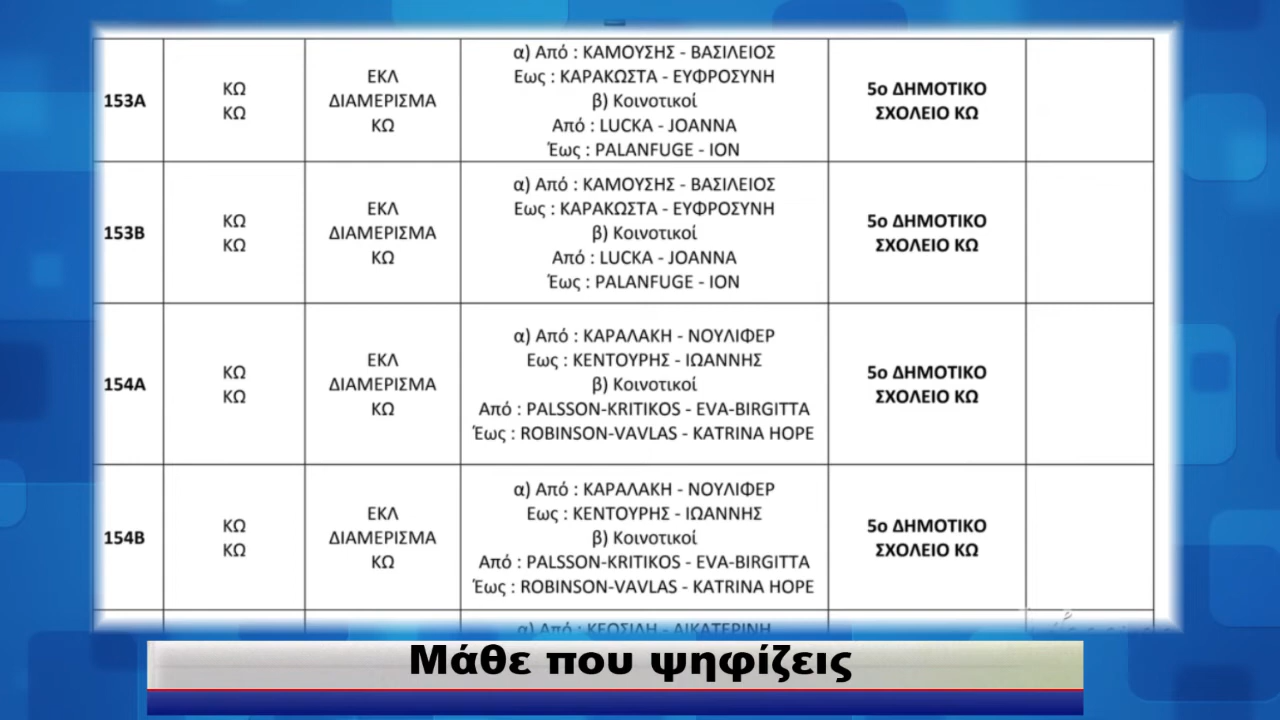 153Α
ΚΩ
ΚΩ
ΕΚΛ
ΔΙΑΜΕΡΙΣΜΑ
ΚΩ
α) Από : ΚΑΜΟΥΣΗΣ - ΒΑΣΙΛΕΙΟΣ
Εως : ΚΑΡΑΚΩΣΤΑ - ΕΥΦΡΟΣΥΝΗ
β) Κοινοτικοί
Από : LUCKA - JOANNA
Έως : PALANFUGE - ION
5ο ΔΗΜΟΤΙΚΟ
ΣΧΟΛΕΙΟ ΚΩ
153Β
ΚΩ
ΚΩ
ΕΚΛ
ΔΙΑΜΕΡΙΣΜΑ
ΚΩ
α) Από : ΚΑΜΟΥΣΗΣ - ΒΑΣΙΛΕΙΟΣ
Εως : ΚΑΡΑΚΩΣΤΑ - ΕΥΦΡΟΣΥΝΗ
β) Κοινοτικοί
Από : LUCKA - JOANNA
Έως : PALANFUGE - ION
5ο ΔΗΜΟΤΙΚΟ
ΣΧΟΛΕΙΟ ΚΩ
154Α
ΚΩ
ΚΩ
ΕΚΛ
ΔΙΑΜΕΡΙΣΜΑ
ΚΩ
α) Από : ΚΑΡΑΛΑΚΗ - ΝΟΥΛΙΦΕΡ
Εως : ΚΕΝΤΟΥΡΗΣ - ΙΩΑΝΝΗΣ
β) Κοινοτικοί
Από : PALSSON-KRITIKOS - EVA-BIRGITTA
Έως : ROBINSON-VAVLAS - KATRINA HOPE
5ο ΔΗΜΟΤΙΚΟ
ΣΧΟΛΕΙΟ ΚΩ
154Β
ΚΩ
ΚΩ
ΕΚΛ
ΔΙΑΜΕΡΙΣΜΑ
ΚΩ
α) Από : ΚΑΡΑΛΑΚΗ - ΝΟΥΛΙΦΕΡ
Εως : ΚΕΝΤΟΥΡΗΣ - ΙΩΑΝΝΗΣ
β) Κοινοτικοί
Από : PALSSON-KRITIKOS - EVA-BIRGITTA
Έως : ROBINSON-VAVLAS - KATRINA HOPE
5ο ΔΗΜΟΤΙΚΟ
ΣΧΟΛΕΙΟ ΚΩ
α) Από : ΚΕΟΣΙΔΗ - ΑΙΚΑΤΕΡΙΝΗ
Μάθε που ψηφίζεις